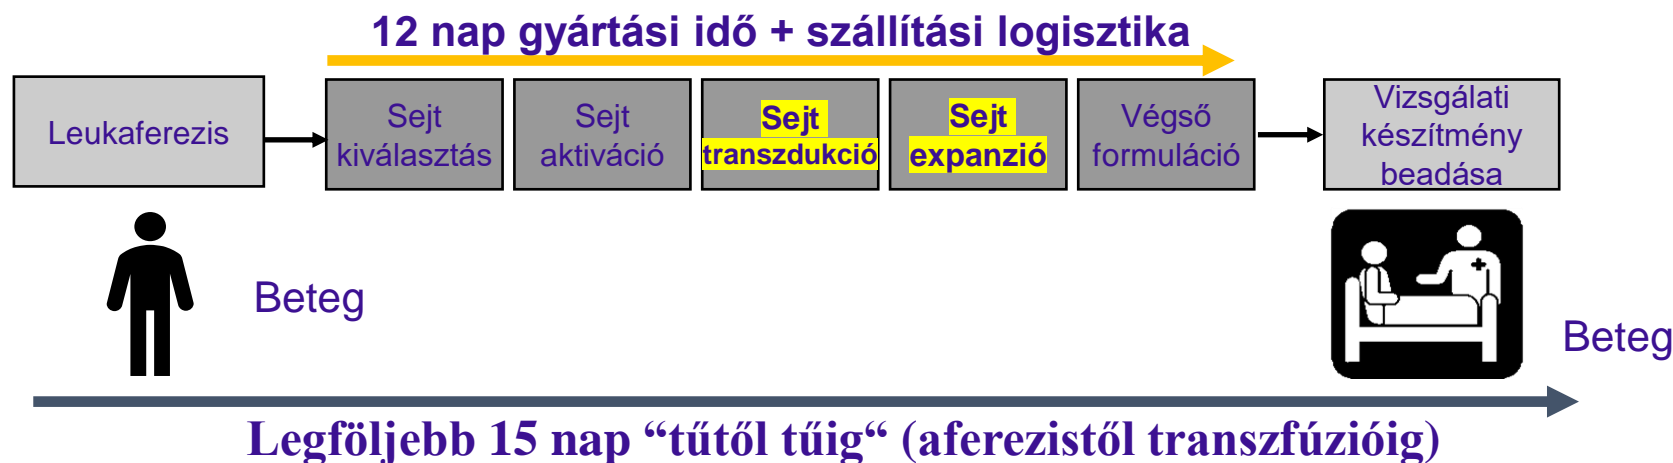 12 nap gyártási idő + szállítási logisztika
Leukaferezis
Sejt
kiválasztás
Sejt
aktiváció
Sejt
transzdukció
Sejt
expanzió
Végső
formuláció
Vizsgálati
készítmény
beadása
Beteg
Beteg
Legföljebb 15 nap “tűtől tűig“ (aferezistől transzfúzióig)